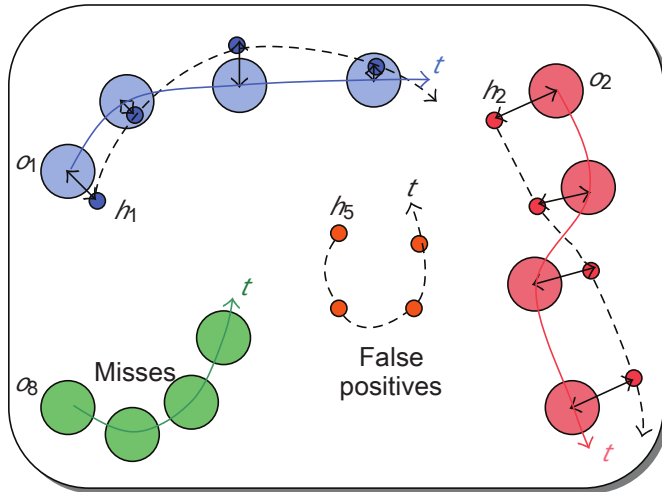 t
h₂
o₂
o₁
h₁
h₅
t
t
o₈
Misses
False
positives
t